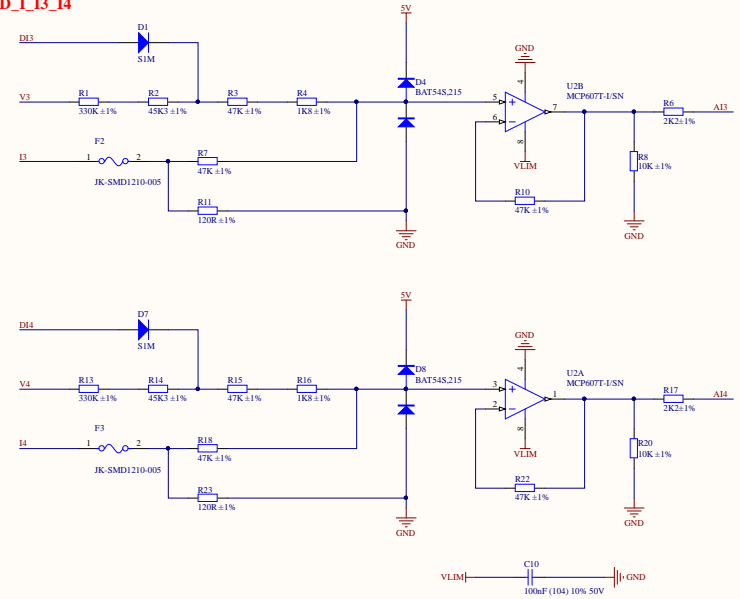 D_I_I3_I4
5V
D1
DI3
S1M
GND
D4
BAT54S,215
4
U2B
MCP607T-I/SN
V3
R1
330K ±1%
R2
45K3 ±1%
R3
47K ±1%
R4
1K8 ±1%
5
6
7
R6
2K2±1%
AI3
F2
8
VLIM
I3
1
2
JK-SMD1210-005
R7
47K ±1%
R8
10K ±1%
R10
47K ±1%
R11
120R ±1%
GND
GND
5V
D7
DI4
S1M
GND
D8
BAT54S,215
4
U2A
MCP607T-I/SN
V4
R13
330K ±1%
R14
45K3 ±1%
R15
47K ±1%
R16
1K8 ±1%
3
2
1
R17
2K2±1%
AI4
F3
8
VLIM
I4
1
2
JK-SMD1210-005
R18
47K ±1%
R20
10K ±1%
R22
47K ±1%
R23
120R ±1%
GND
GND
C10
VLIM
GND
100nF (104) 10% 50V